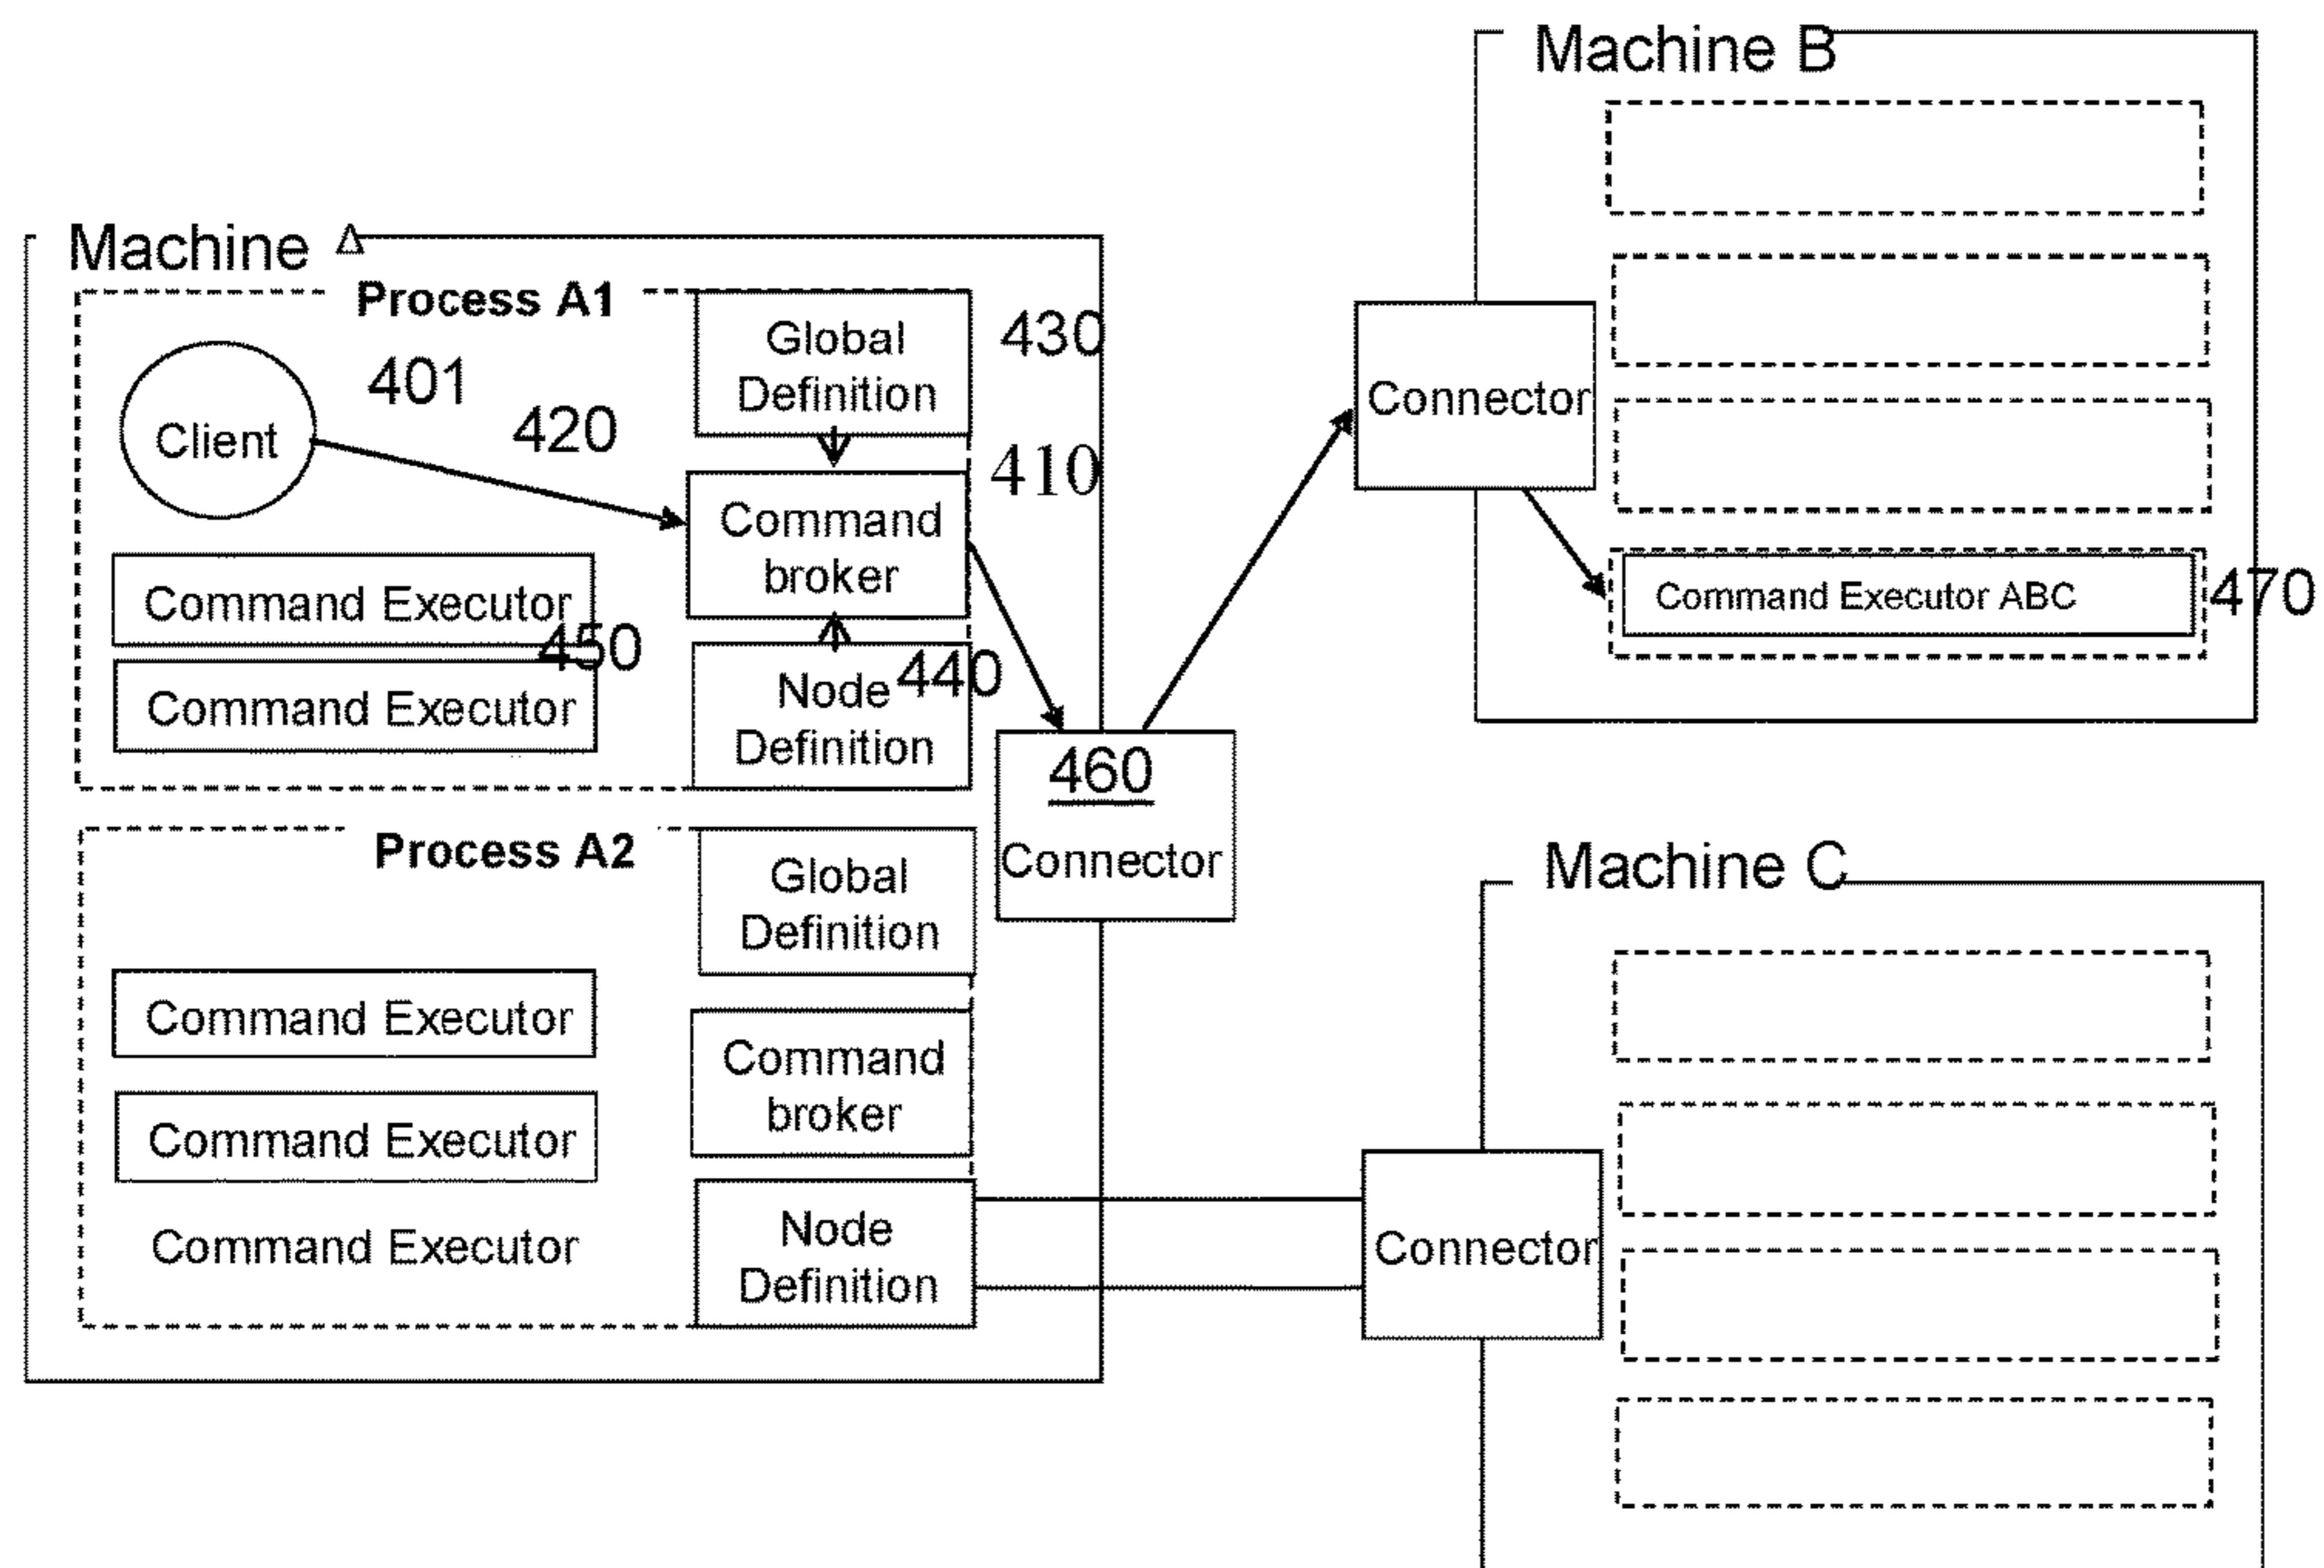 Machine B
Machine A
Process A1
Global
Definition
430
401
420
Client
410
Command
broker
Connector
Command Executor
450
Command Executor ABC
470
Command Executor
Node
Definition
440
460
Connector
Process A2
Global
Definition
Machine C
Command Executor
Command
broker
Command Executor
Command Executor
Node
Definition
Connector